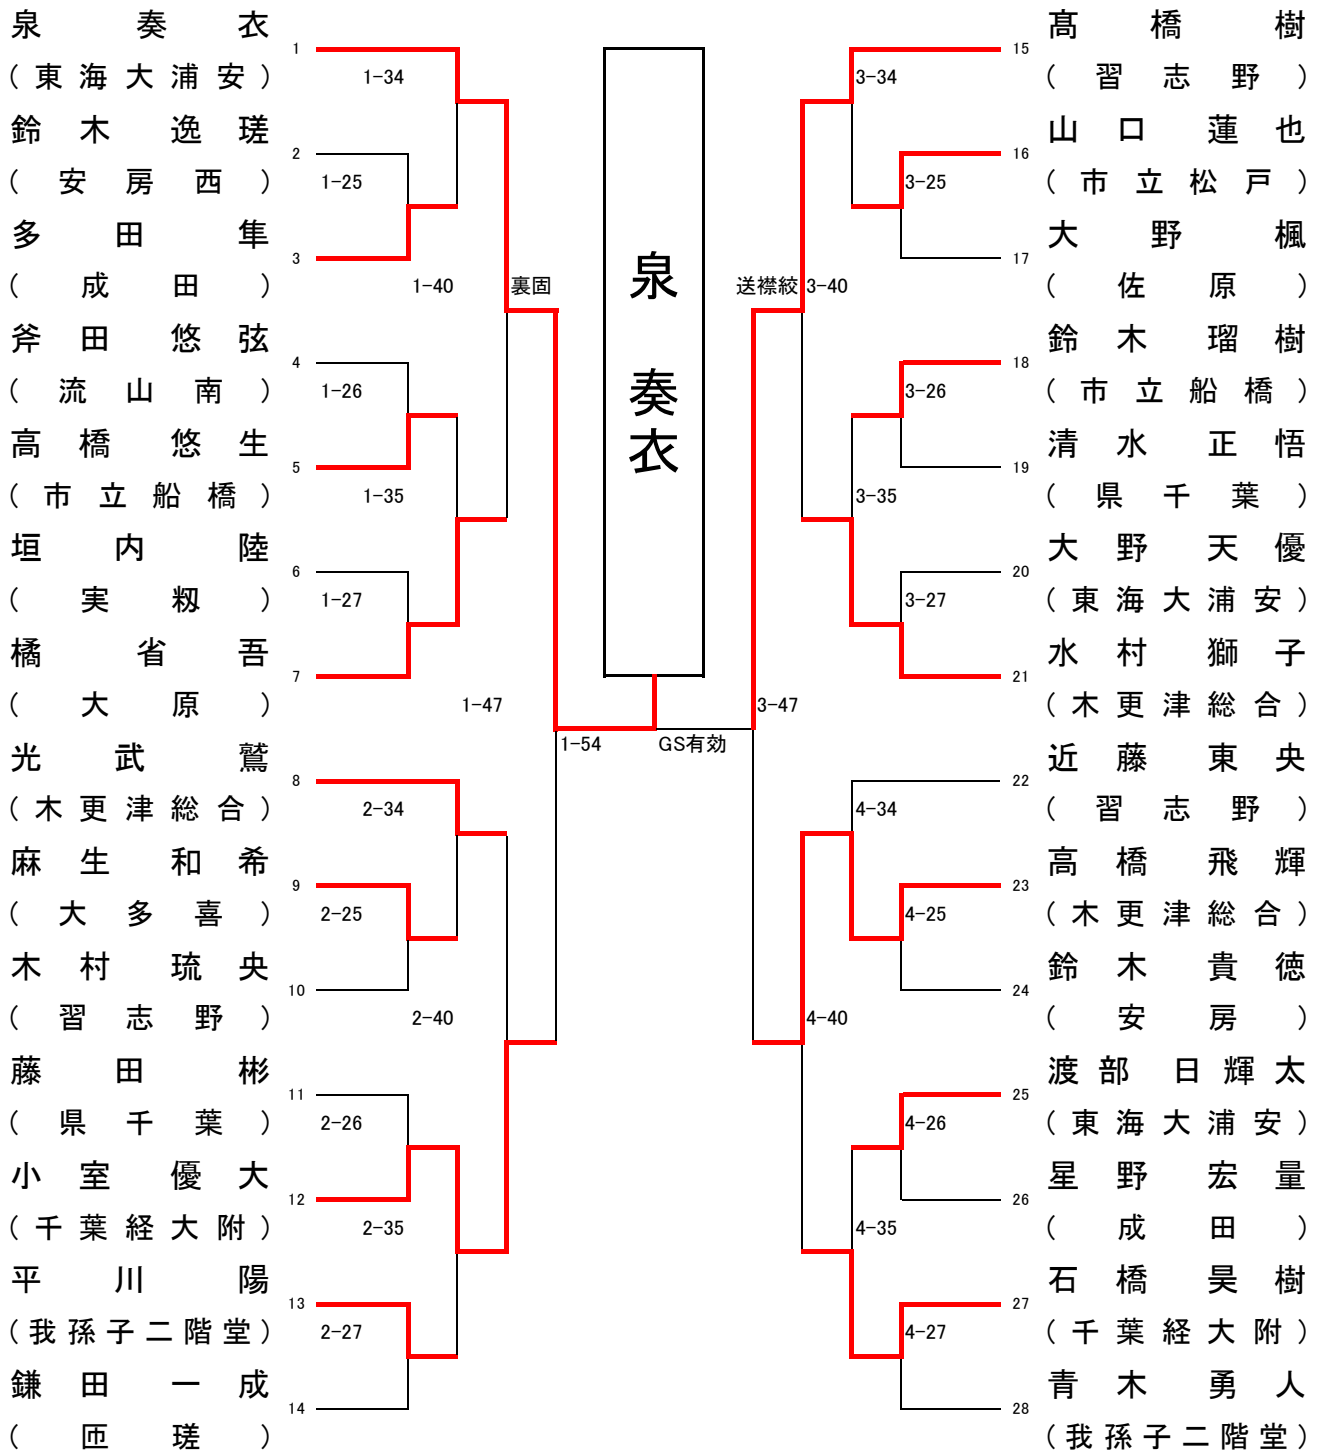 泉 奏 衣
1
(東海大浦安)
1-34
鈴 木 逸 瑳
2
(安房西)
1-25
多 田 隼
3
(成田)
1-40
裏固
斧 田 悠 弦
4
(流山南)
1-26
高 橋 悠 生
5
(市立船橋)
1-35
垣 内 陸
6
(実籾)
1-27
橘 省 吾
7
(大原)
1-47
光 武 鷲
8
(木更津総合)
2-34
麻 生 和 希
9
(大多喜)
2-25
木 村 琉 央
10
(習志野)
2-40
藤 田 彬
11
(県千葉)
2-26
小 室 優 大
12
(千葉経大附)
2-35
平 川 陽
13
(我孫子二階堂)
2-27
鎌 田 一 成
14
(匝瑳)
泉 奏衣
1-54
GS有効
髙 橋 樹
15
(習志野)
3-34
山 口 蓮 也
16
(市立松戸)
3-25
大 野 楓
17
(佐原)
送襟絞
3-40
鈴 木 瑠 樹
18
(市立船橋)
3-26
清 水 正 悟
19
(県千葉)
3-35
大 野 天 優
20
(東海大浦安)
3-27
水 村 獅 子
21
(木更津総合)
3-47
近 藤 東 央
22
(習志野)
4-34
高 橋 飛 輝
23
(木更津総合)
4-25
鈴 木 貴 徳
24
(安房)
4-40
渡 部 日 輝 太
25
(東海大浦安)
4-26
星 野 宏 量
26
(成田)
4-35
石 橋 昊 樹
27
(千葉経大附)
4-27
青 木 勇 人
28
(我孫子二階堂)